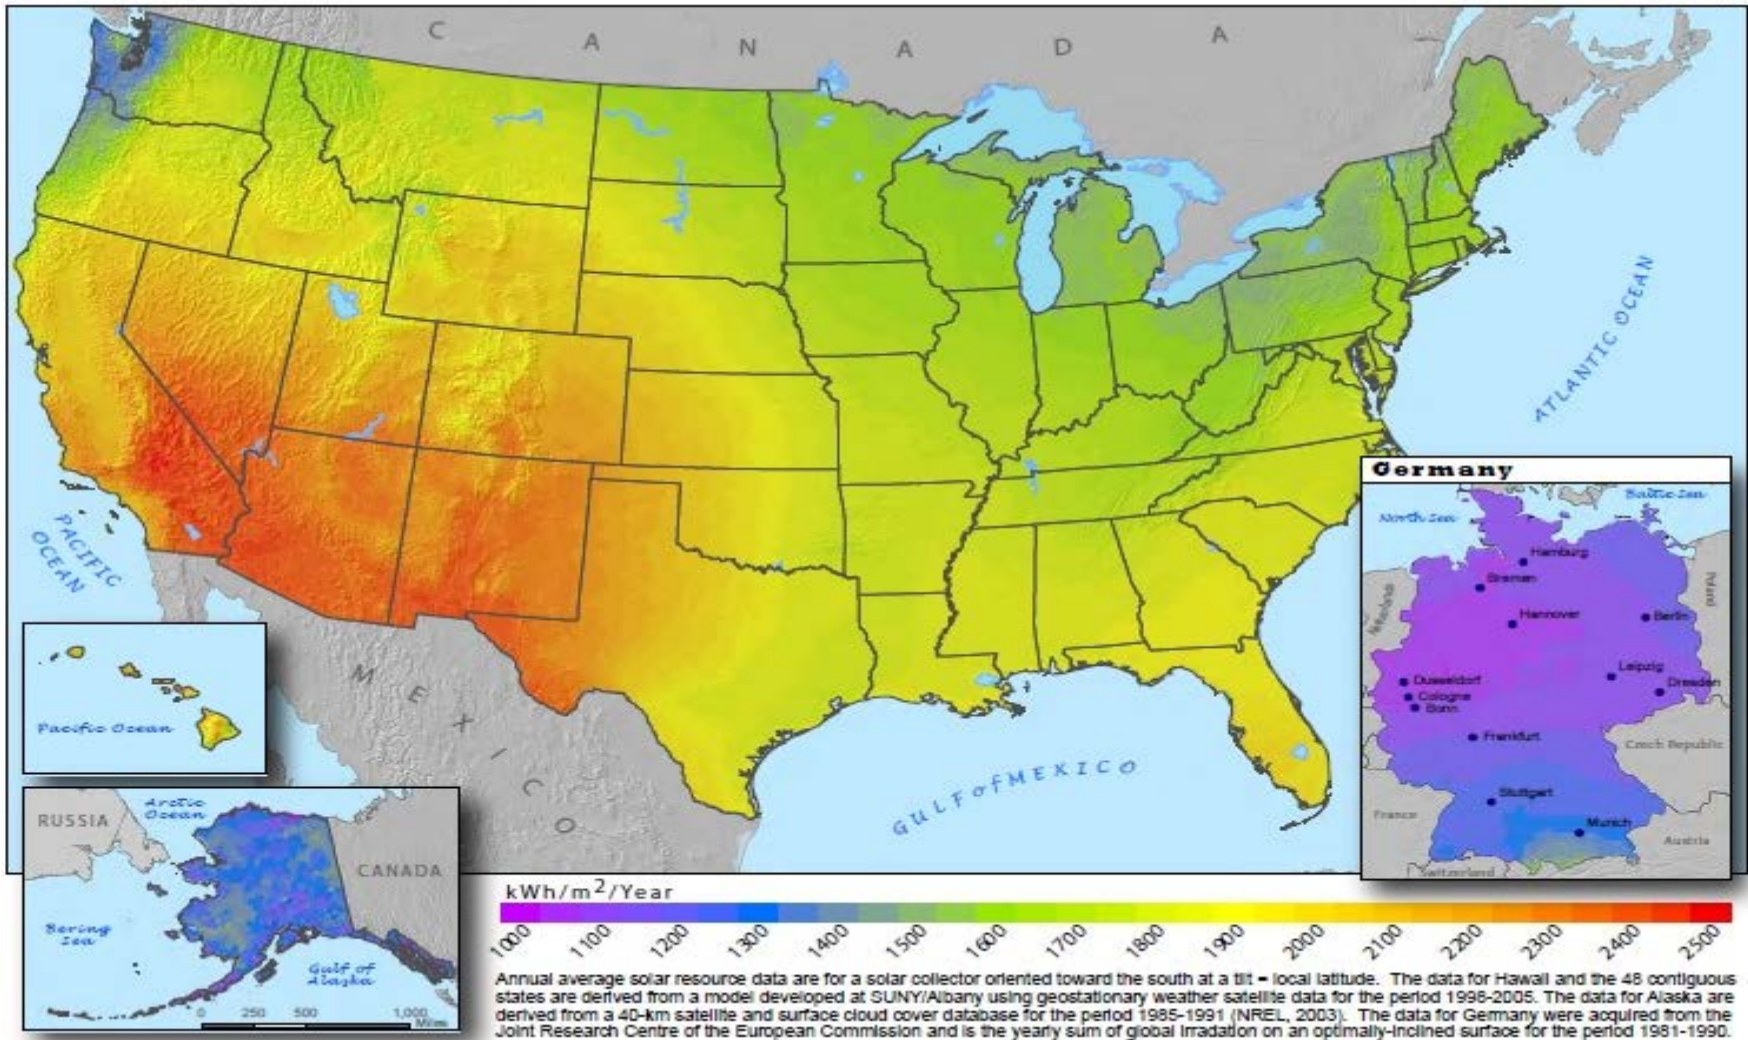 C A N A D A
ATLANTIC OCEAN
PACIFIC
OCEAN
MEXICO
GULF of MEXICO
Pacific Ocean
Arctic
Ocean
RUSSIA
CANADA
Bering
Sea
Gulf of
Alaska
0 250 500 1,000
Miles
Germany
Baltic Sea
North Sea
Hamburg
Bremen
Hannover
Berlin
Poland
Leipzig
Dusseldorf
Dresden
Cologne
Bonn
Frankfurt
Czech Republic
Stuttgart
France
Munich
Austria
Switzerland
kWh/m²/Year
1000 1100 1200 1300 1400 1500 1600 1700 1800 1900 2000 2100 2200 2300 2400 2500
Annual average solar resource data are for a solar collector oriented toward the south at a tilt = local latitude. The data for Hawaii and the 48 contiguous
states are derived from a model developed at SUNY/Albany using geostationary weather satellite data for the period 1998-2005. The data for Alaska are
derived from a 40-km satellite and surface cloud cover database for the period 1985-1991 (NREL, 2003). The data for Germany were acquired from the
Joint Research Centre of the European Commission and is the yearly sum of global irradation on an optimally-inclined surface for the period 1981-1990.